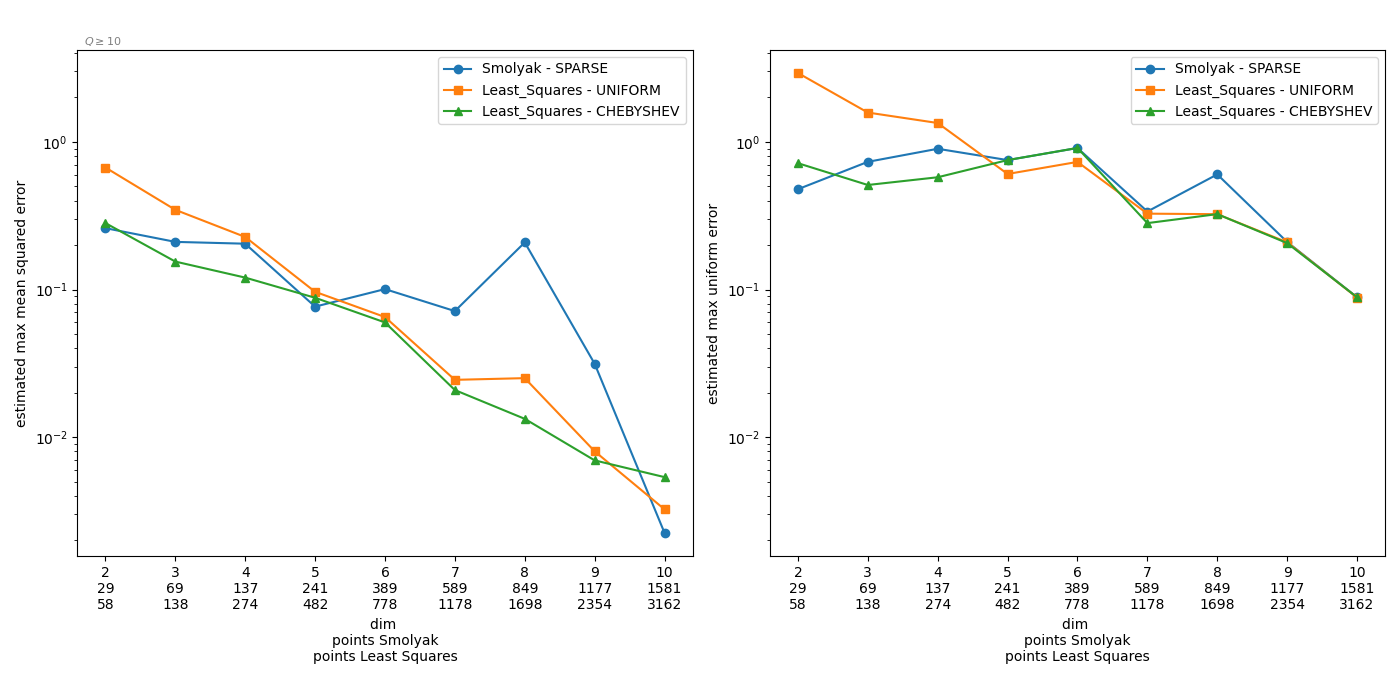 Q ≥ 10
Smolyak - SPARSE
Least_Squares - UNIFORM
Least_Squares - CHEBYSHEV
estimated max mean squared error
10⁰
10⁻¹
10⁻²
2 3 4 5 6 7 8 9 10
29 69 137 241 389 589 849 1177 1581
58 138 274 482 778 1178 1698 2354 3162
dim
points Smolyak
points Least Squares
Smolyak - SPARSE
Least_Squares - UNIFORM
Least_Squares - CHEBYSHEV
estimated max uniform error
10⁰
10⁻¹
10⁻²
2 3 4 5 6 7 8 9 10
29 69 137 241 389 589 849 1177 1581
58 138 274 482 778 1178 1698 2354 3162
dim
points Smolyak
points Least Squares